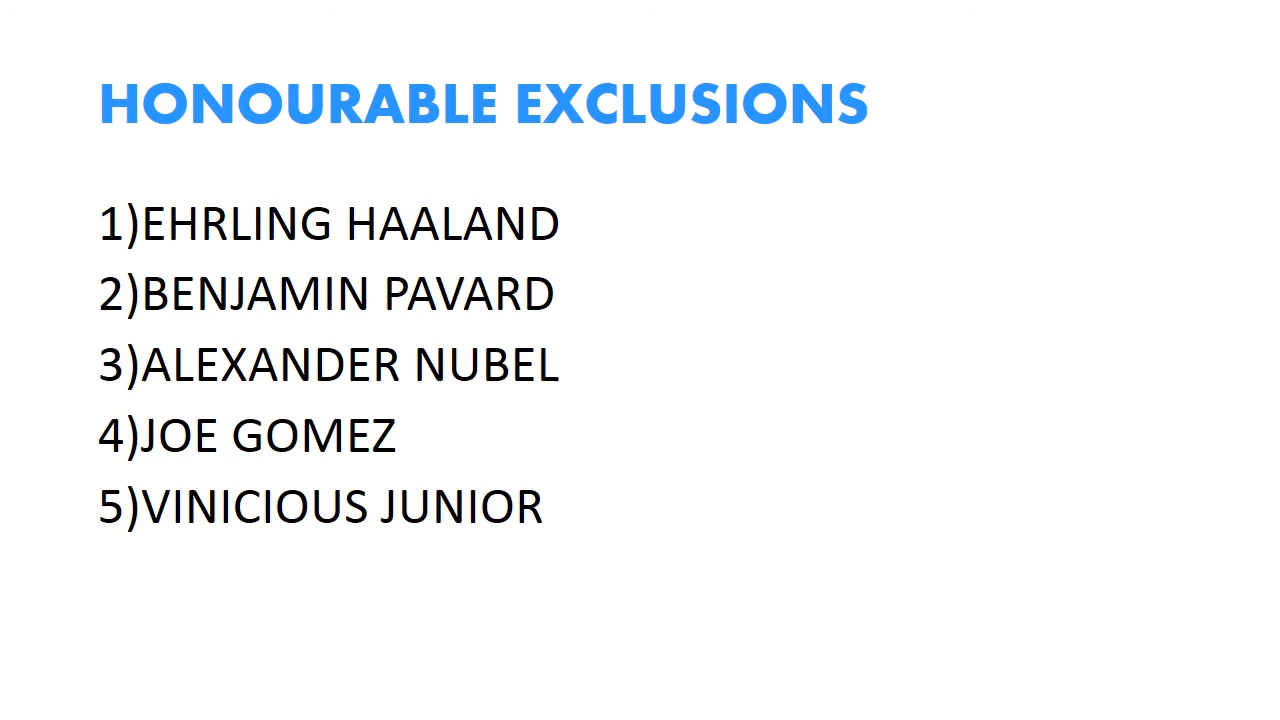 HONOURABLE EXCLUSIONS
1)EHRLING HAALAND
2)BENJAMIN PAVARD
3)ALEXANDER NUBEL
4)JOE GOMEZ
5)VINICIOUS JUNIOR